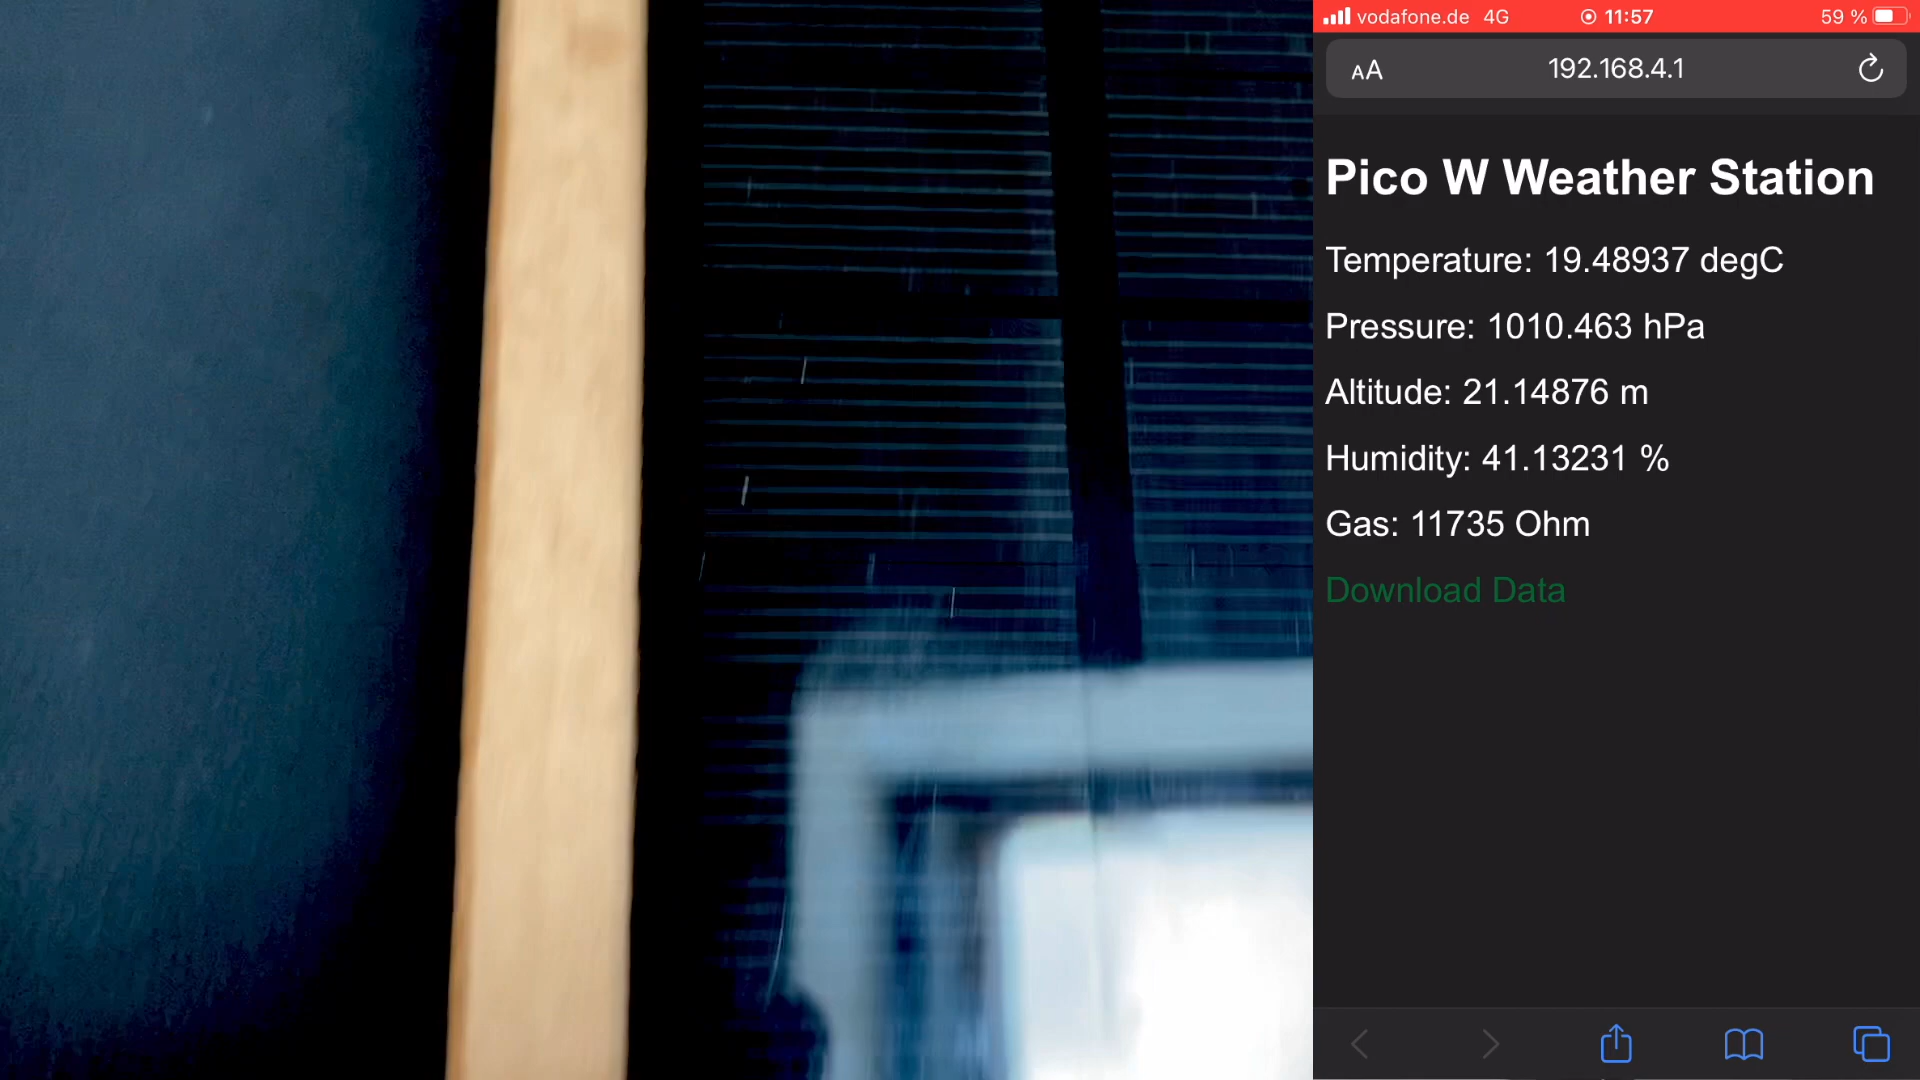 vodafone.de 4G 11:57 59 %
AA 192.168.4.1
Pico W Weather Station
Temperature: 19.48937 degC
Pressure: 1010.463 hPa
Altitude: 21.14876 m
Humidity: 41.13231 %
Gas: 11735 Ohm
Download Data